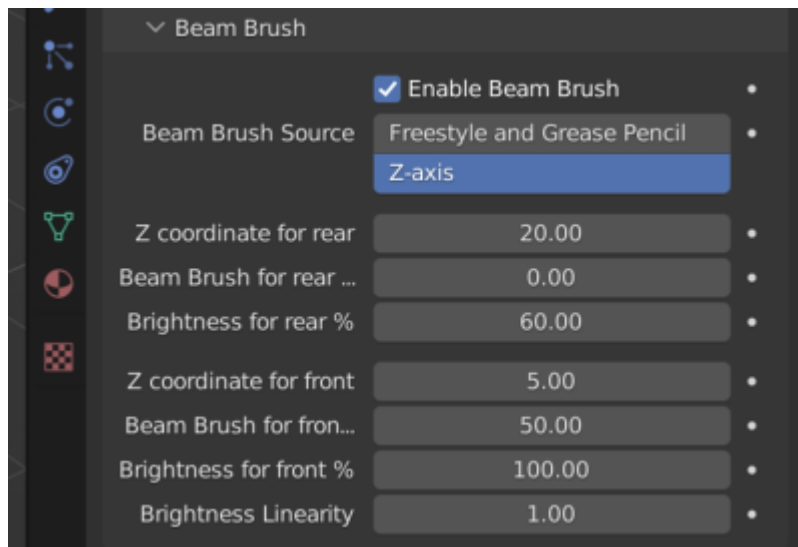 Beam Brush
Enable Beam Brush
Beam Brush Source Freestyle and Grease Pencil
Z-axis
Z coordinate for rear 20.00
Beam Brush for rear ... 0.00
Brightness for rear % 60.00
Z coordinate for front 5.00
Beam Brush for fron... 50.00
Brightness for front % 100.00
Brightness Linearity 1.00